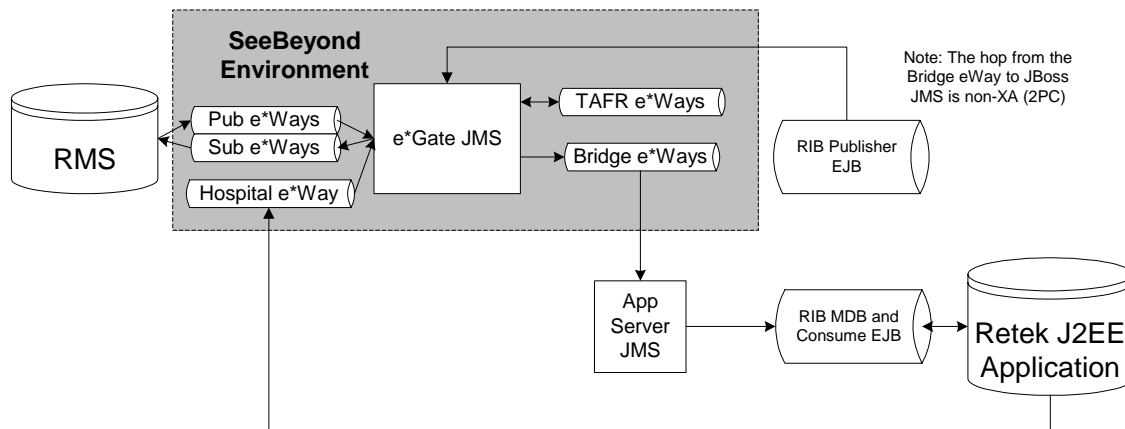 SeeBeyond
Environment
Note: The hop from the
Bridge eWay to JBoss
JMS is non-XA (2PC)
RMS
Pub e*Ways
Sub e*Ways
Hospital e*Way
e*Gate JMS
TAFR e*Ways
Bridge e*Ways
RIB Publisher
EJB
App
Server
JMS
RIB MDB and
Consume EJB
Retek J2EE
Application